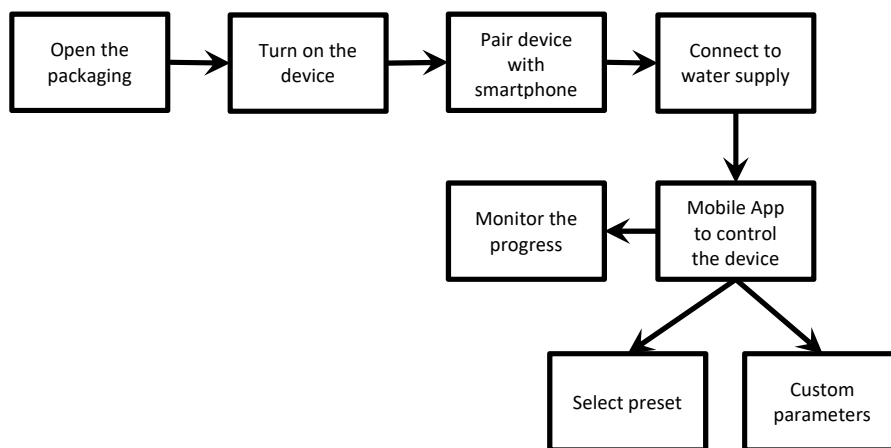 Open the
packaging
Turn on the
device
Pair device
with
smartphone
Connect to
water supply
Monitor the
progress
Mobile App
to control
the device
Select preset
Custom
parameters